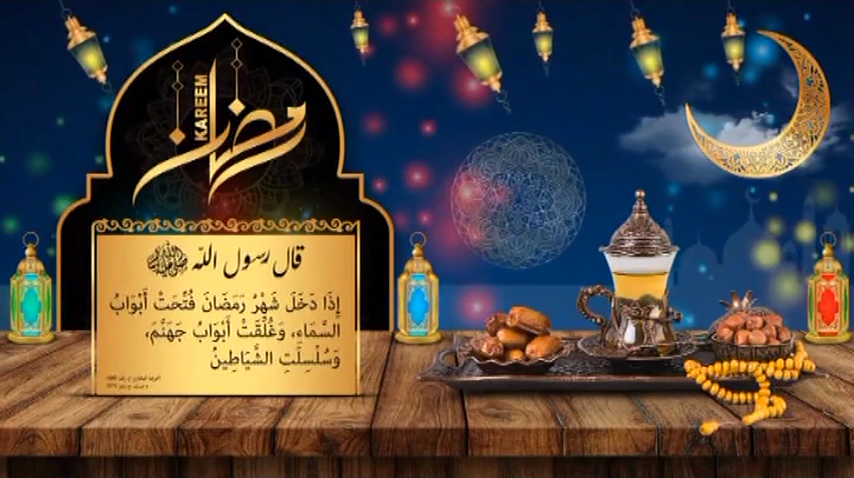 رمضان
KAREEM
قال رسول الله ﷺ
إِذَا دَخَلَ شَهْرُ رَمَضَانَ فُتِّحَتْ أَبْوَابُ
السَّمَاءِ، وَغُلِّقَتْ أَبْوَابُ جَهَنَّمَ،
وَسُلْسِلَتِ الشَّيَاطِينُ